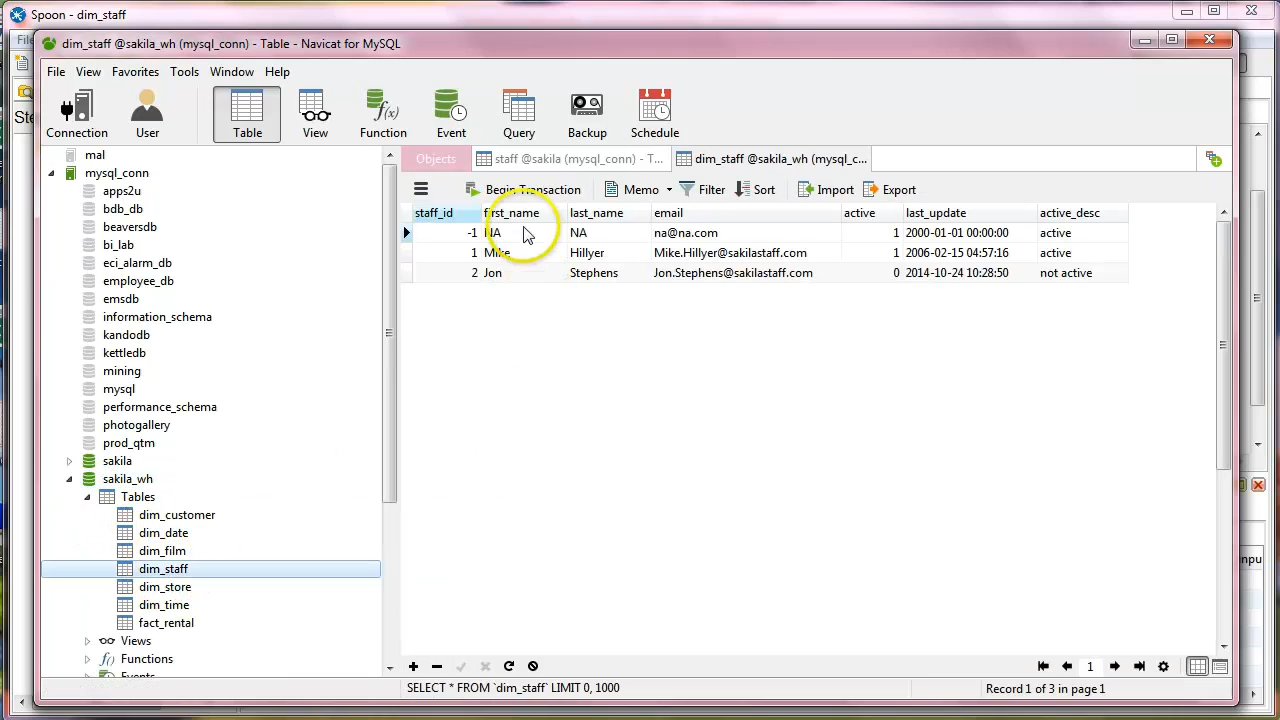 Spoon - dim_staff
dim_staff @sakila_wh (mysql_conn) - Table - Navicat for MySQL
File View Favorites Tools Window Help
Connection User Table View Function Event Query Backup Schedule
Objects staff @sakila (mysql_conn) - T... dim_staff @sakila_wh (mysql_c...
Memo Filter Import Export
staff_id first_name last_name email active last_upd active_desc
-1 NA NA na@na.com 1 2000-01-01 00:00:00 active
1 Mike Hillyer Mike.Hillyer@sakilastaff.com 1 2006-02-15 04:57:16 active
2 Jon Stephens Jon.Stephens@sakilastaff.com 0 2014-10-23 10:28:50 not active
mal
mysql_conn
apps2u
bdb_db
beaversdb
bi_lab
eci_alarm_db
employee_db
emsdb
information_schema
kandodb
kettledb
mining
mysql
performance_schema
photogallery
prod_qtm
sakila
sakila_wh
Tables
dim_customer
dim_date
dim_film
dim_staff
dim_store
dim_time
fact_rental
Views
Functions
1
SELECT * FROM `dim_staff` LIMIT 0, 1000
Record 1 of 3 in page 1